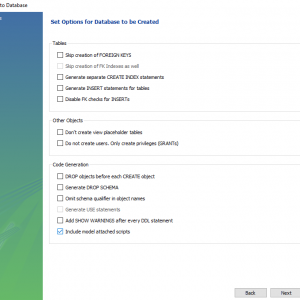 to Database
Set Options for Database to be Created
Tables
Skip creation of FOREIGN KEYS
Skip creation of FK Indexes as well
Generate separate CREATE INDEX statements
Generate INSERT statements for tables
Disable FK checks for INSERTs
Other Objects
Don't create view placeholder tables
Do not create users. Only create privileges (GRANTs)
Code Generation
DROP objects before each CREATE object
Generate DROP SCHEMA
Omit schema qualifier in object names
Generate USE statements
Add SHOW WARNINGS after every DDL statement
Include model attached scripts
Back
Next